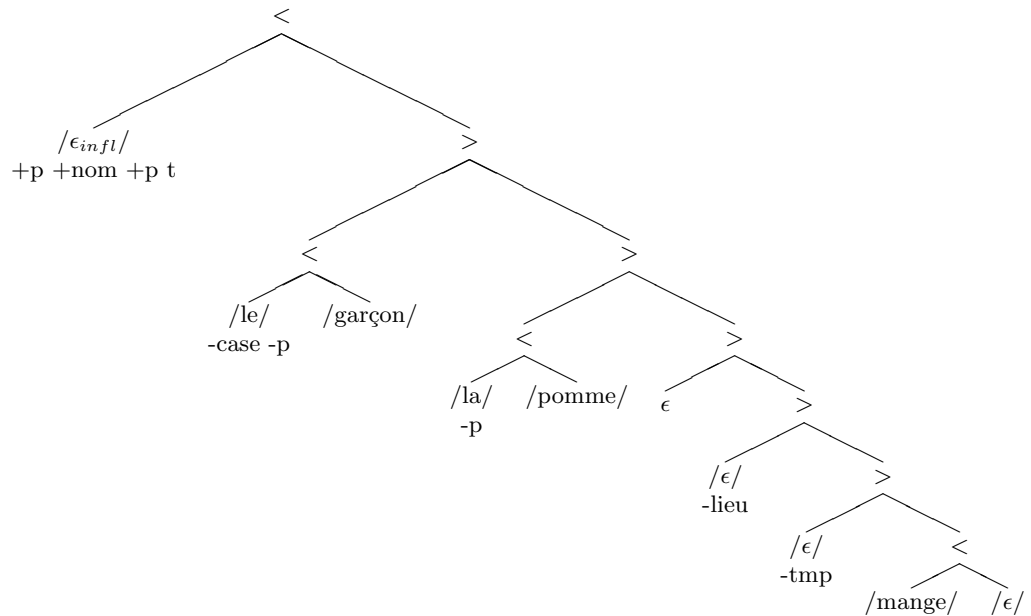 <
/ϵinfl/
+p +nom +p t
>
<
>
/le/
-case -p
/garçon/
<
>
/la/
-p
/pomme/
ϵ
>
/ϵ/
-lieu
>
/ϵ/
-tmp
<
/mange/
/ϵ/